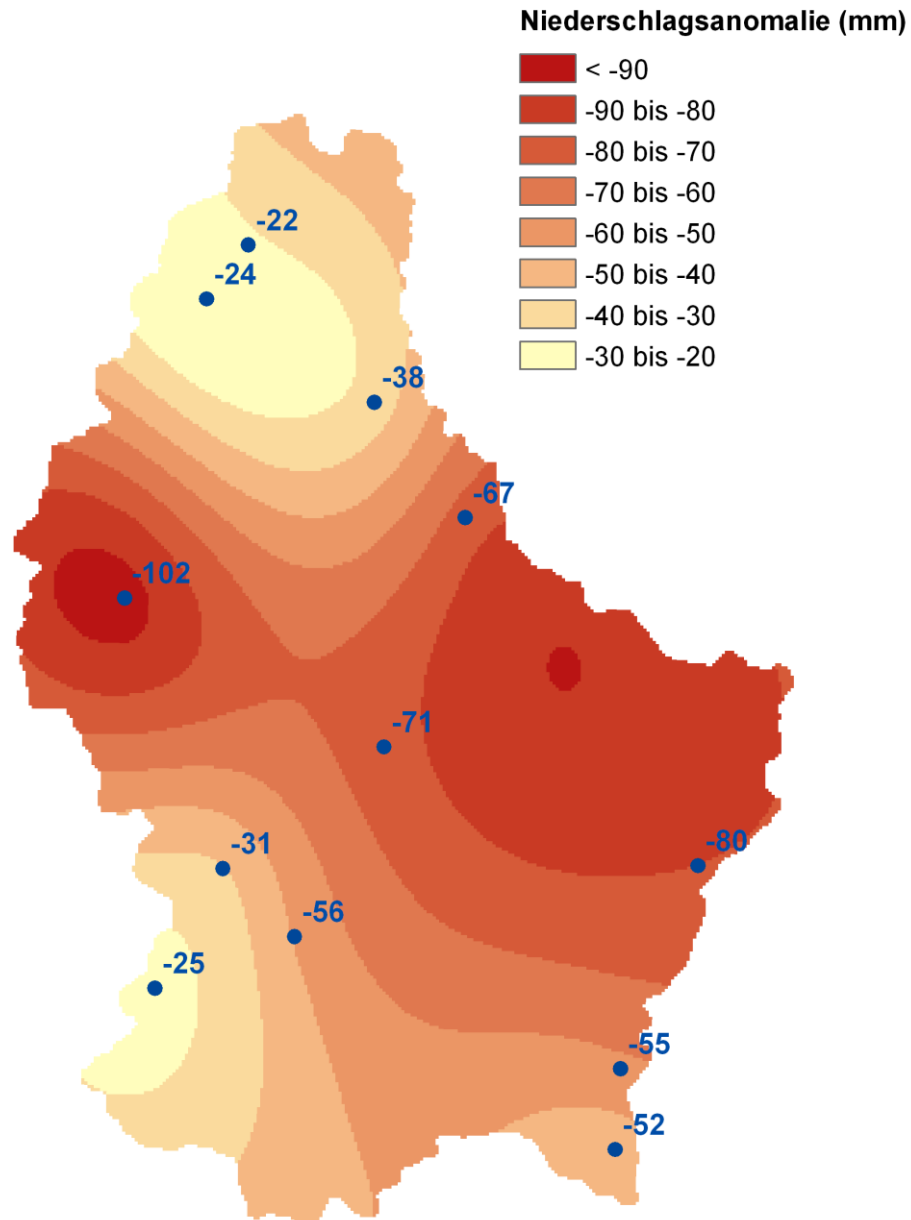 Niederschlagsanomalie (mm)
< -90
-90 bis -80
-80 bis -70
-70 bis -60
-60 bis -50
-50 bis -40
-40 bis -30
-30 bis -20
-22
-24
-38
-67
-102
-71
-31
-80
-56
-25
-55
-52